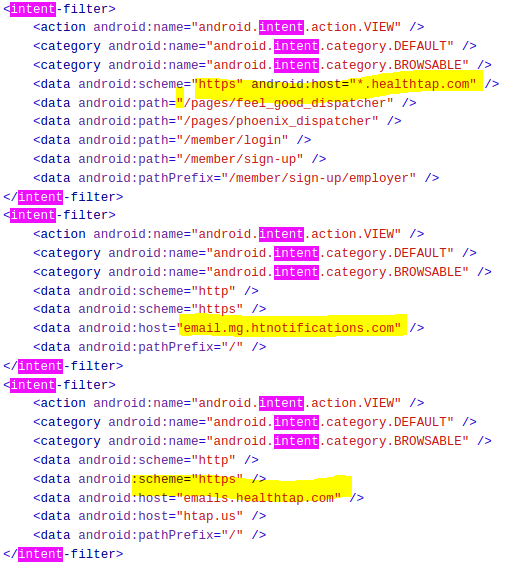 <intent-filter>
<action android:name="android.intent.action.VIEW" />
<category android:name="android.intent.category.DEFAULT" />
<category android:name="android.intent.category.BROWSABLE" />
<data android:scheme="https" android:host="*.healthtap.com" />
<data android:path="/pages/feel_good_dispatcher" />
<data android:path="/pages/phoenix_dispatcher" />
<data android:path="/member/login" />
<data android:path="/member/sign-up" />
<data android:pathPrefix="/member/sign-up/employer" />
</intent-filter>
<intent-filter>
<action android:name="android.intent.action.VIEW" />
<category android:name="android.intent.category.DEFAULT" />
<category android:name="android.intent.category.BROWSABLE" />
<data android:scheme="http" />
<data android:scheme="https" />
<data android:host="email.mg.htnotifications.com" />
<data android:pathPrefix="/" />
</intent-filter>
<intent-filter>
<action android:name="android.intent.action.VIEW" />
<category android:name="android.intent.category.DEFAULT" />
<category android:name="android.intent.category.BROWSABLE" />
<data android:scheme="http" />
<data android:scheme="https" />
<data android:host="emails.healthtap.com" />
<data android:host="htap.us" />
<data android:pathPrefix="/" />
</intent-filter>